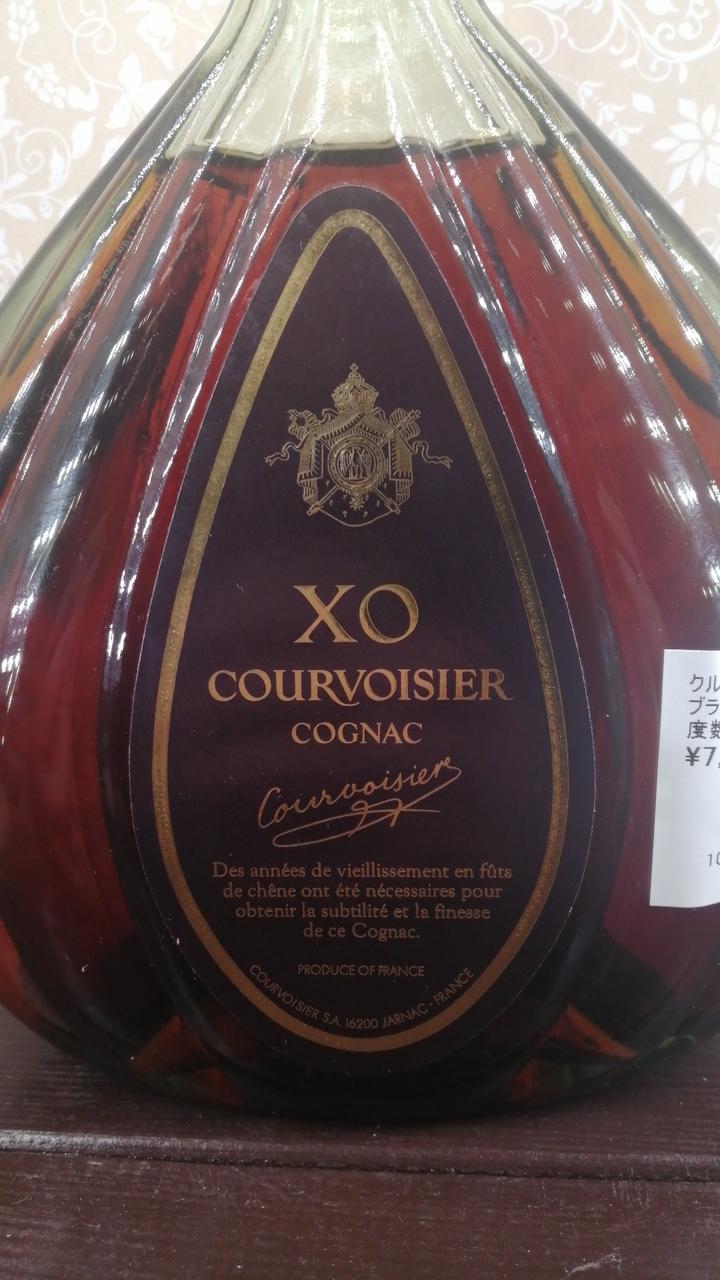 XO
COURVOISIER
COGNAC
Courvoisier
Des années de vieillissement en fûts
de chêne ont été nécessaires pour
obtenir la subtilité et la finesse
de ce Cognac.
PRODUCE OF FRANCE
COURVOISIER S.A. 16200 JARNAC - FRANCE
クル
ブラ
度数
¥7,
10